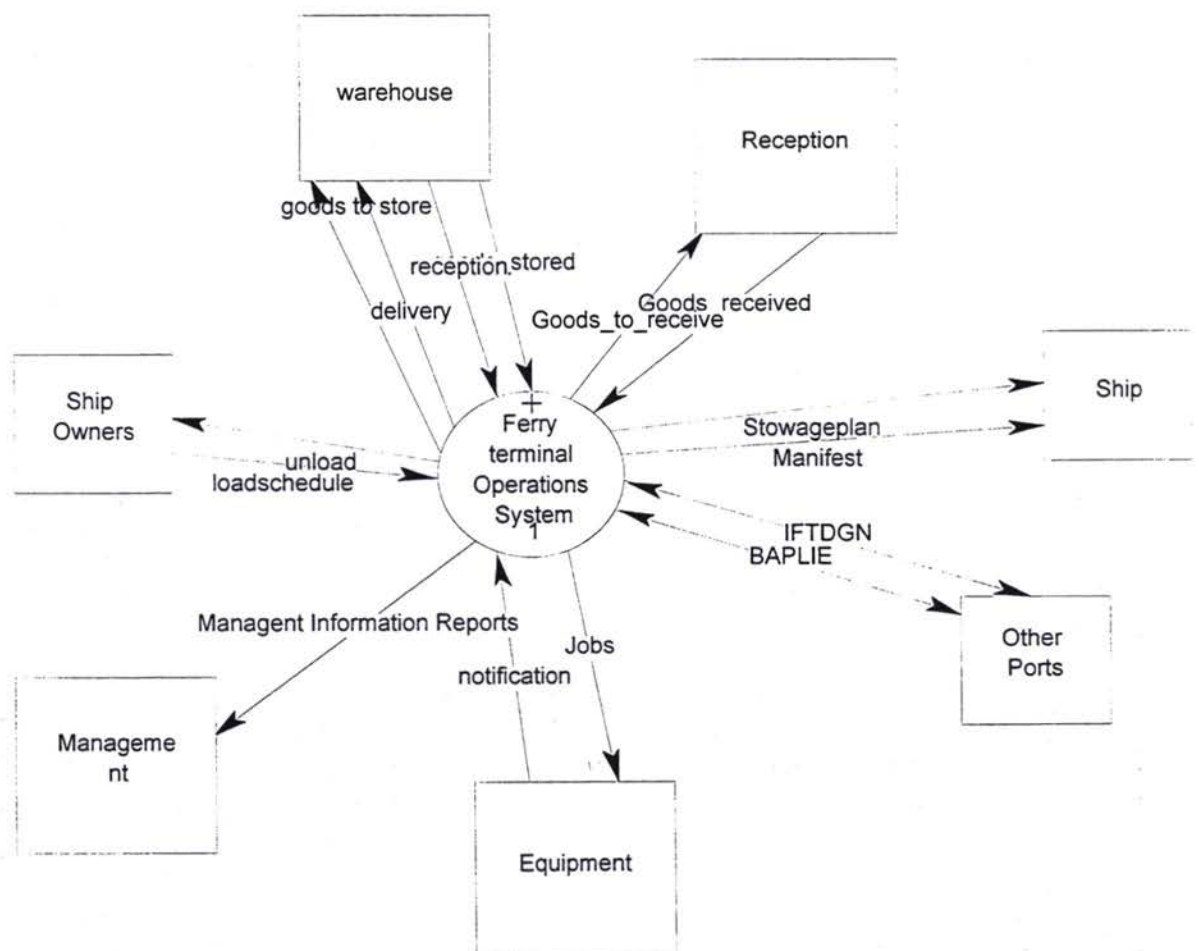 warehouse
Reception
goods to store
reception
stored
delivery
Goods_received
Goods_to_receive
Ship
Owners
Ship
+
Ferry
terminal
Operations
System
1
Stowageplan
Manifest
unload
loadschedule
IFTDGN
BAPLIE
Managent Information Reports
Jobs
notification
Other
Ports
Manageme
nt
Equipment